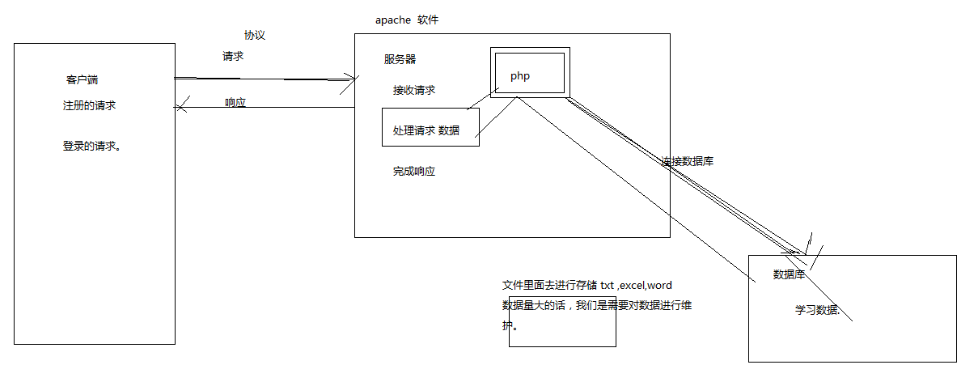 apache 软件
协议
请求
服务器
php
客户端
接收请求
注册的请求
响应
处理请求 数据
登录的请求。
连接数据库
完成响应
数据库
文件里面去进行存储 txt ,excel,word
数据量大的话，我们是需要对数据进行维
护。
学习数据.